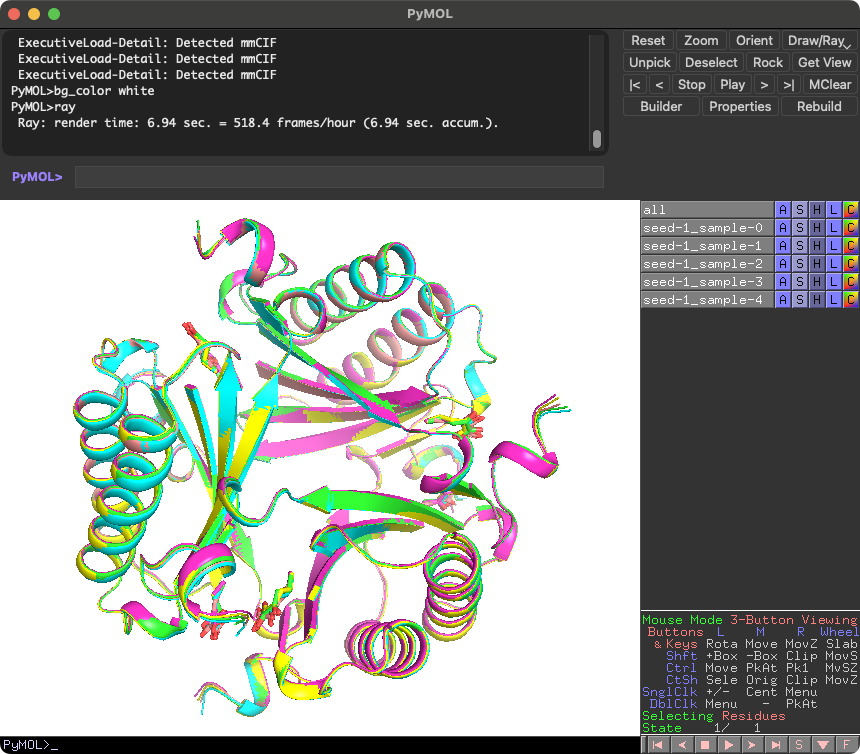 PyMOL
ExecutiveLoad-Detail: Detected mmCIF
ExecutiveLoad-Detail: Detected mmCIF
ExecutiveLoad-Detail: Detected mmCIF
PyMOL>bg_color white
PyMOL>ray
Ray: render time: 6.94 sec. = 518.4 frames/hour (6.94 sec. accum.).
PyMOL>
Reset Zoom Orient Draw/Ray
Unpick Deselect Rock Get View
|< < Stop Play > >| MClear
Builder Properties Rebuild
all A S H L C
seed-1_sample-0 A S H L C
seed-1_sample-1 A S H L C
seed-1_sample-2 A S H L C
seed-1_sample-3 A S H L C
seed-1_sample-4 A S H L C
Mouse Mode 3-Button Viewing
Buttons L M R Wheel
& Keys Rota Move MovZ Slab
Shft +Box -Box Clip MovS
Ctrl Move PkAt Pk1 MvSZ
CtSh Sele Orig Clip MovZ
SnglClk +/- Cent Menu
DblClk Menu - PkAt
Selecting Residues
State 1/ 1
PyMOL>_
S F